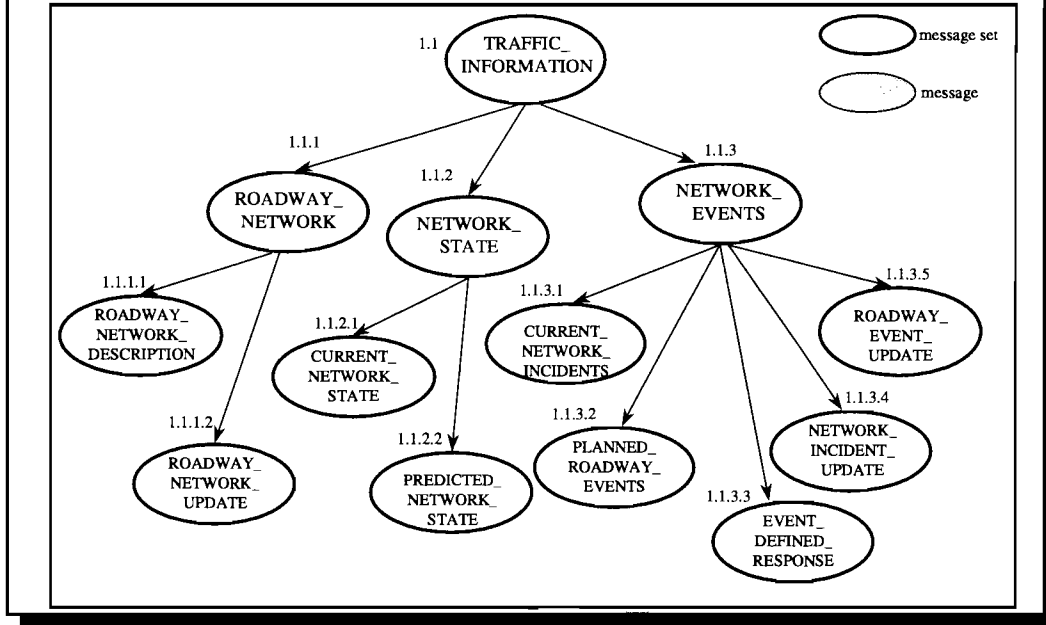 1.1
TRAFFIC_
INFORMATION
message set
message
1.1.1
ROADWAY_
NETWORK
1.1.2
NETWORK_
STATE
1.1.3
NETWORK_
EVENTS
1.1.1.1
ROADWAY_
NETWORK_
DESCRIPTION
1.1.1.2
ROADWAY_
NETWORK_
UPDATE
1.1.2.1
CURRENT_
NETWORK_
STATE
1.1.2.2
PREDICTED_
NETWORK_
STATE
1.1.3.1
CURRENT_
NETWORK_
INCIDENTS
1.1.3.2
PLANNED_
ROADWAY_
EVENTS
1.1.3.3
EVENT_
DEFINED_
RESPONSE
1.1.3.4
NETWORK_
INCIDENT_
UPDATE
1.1.3.5
ROADWAY_
EVENT_
UPDATE